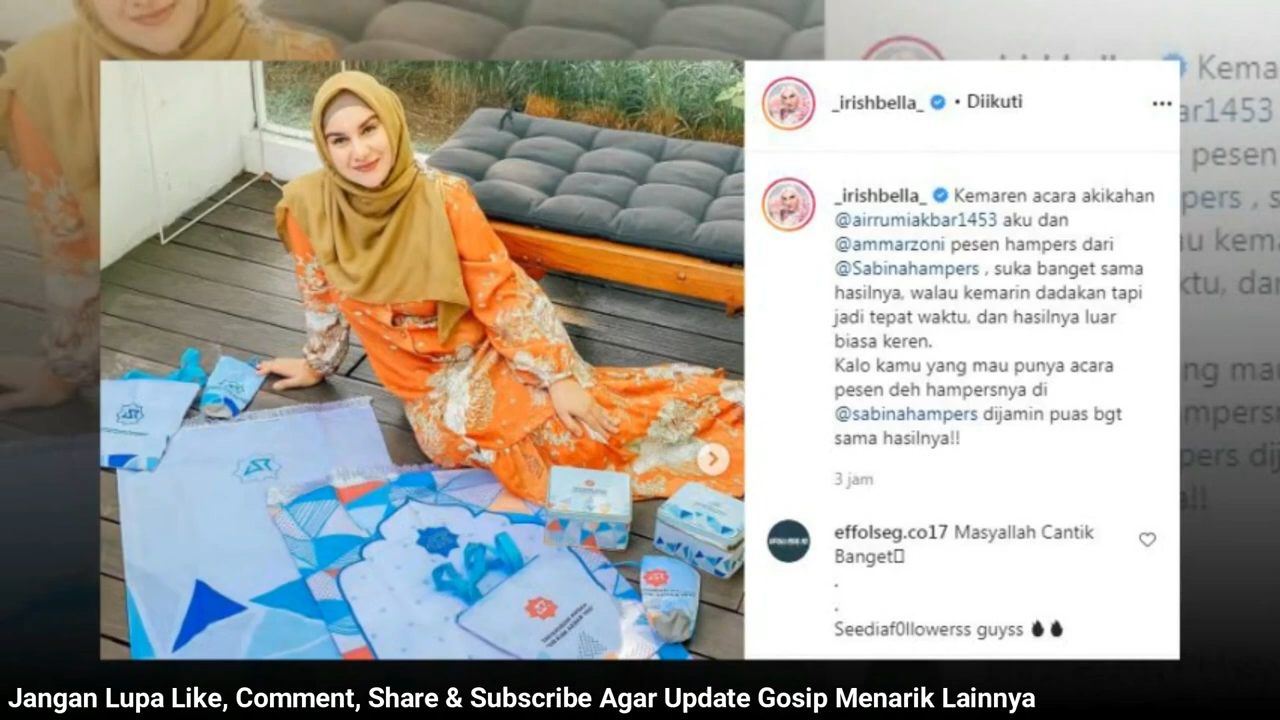 _irishbella_ • Diikuti
_irishbella_ Kemaren acara akikahan
@airrumiakbar1453 aku dan
@ammarzoni pesen hampers dari
@Sabinahampers , suka banget sama
hasilnya, walau kemarin dadakan tapi
jadi tepat waktu, dan hasilnya luar
biasa keren.
Kalo kamu yang mau punya acara
pesen deh hampersnya di
@sabinahampers dijamin puas bgt
sama hasilnya!!
3 jam
effolseg.co17 Masyallah Cantik
Banget
.
.
Seediaf0llowerss guyss
Jangan Lupa Like, Comment, Share & Subscribe Agar Update Gosip Menarik Lainnya